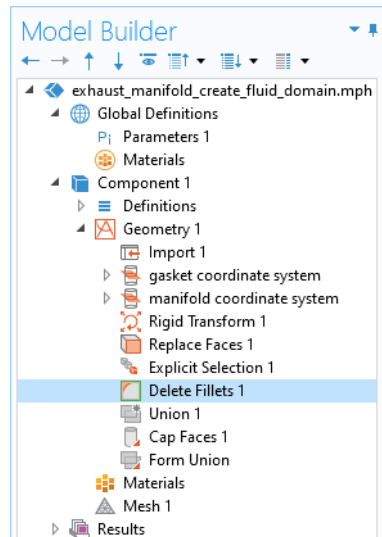 Model Builder
exhaust_manifold_create_fluid_domain.mph
Global Definitions
Pi Parameters 1
Materials
Component 1
Definitions
Geometry 1
Import 1
gasket coordinate system
manifold coordinate system
Rigid Transform 1
Replace Faces 1
Explicit Selection 1
Delete Fillets 1
Union 1
Cap Faces 1
Form Union
Materials
Mesh 1
Results